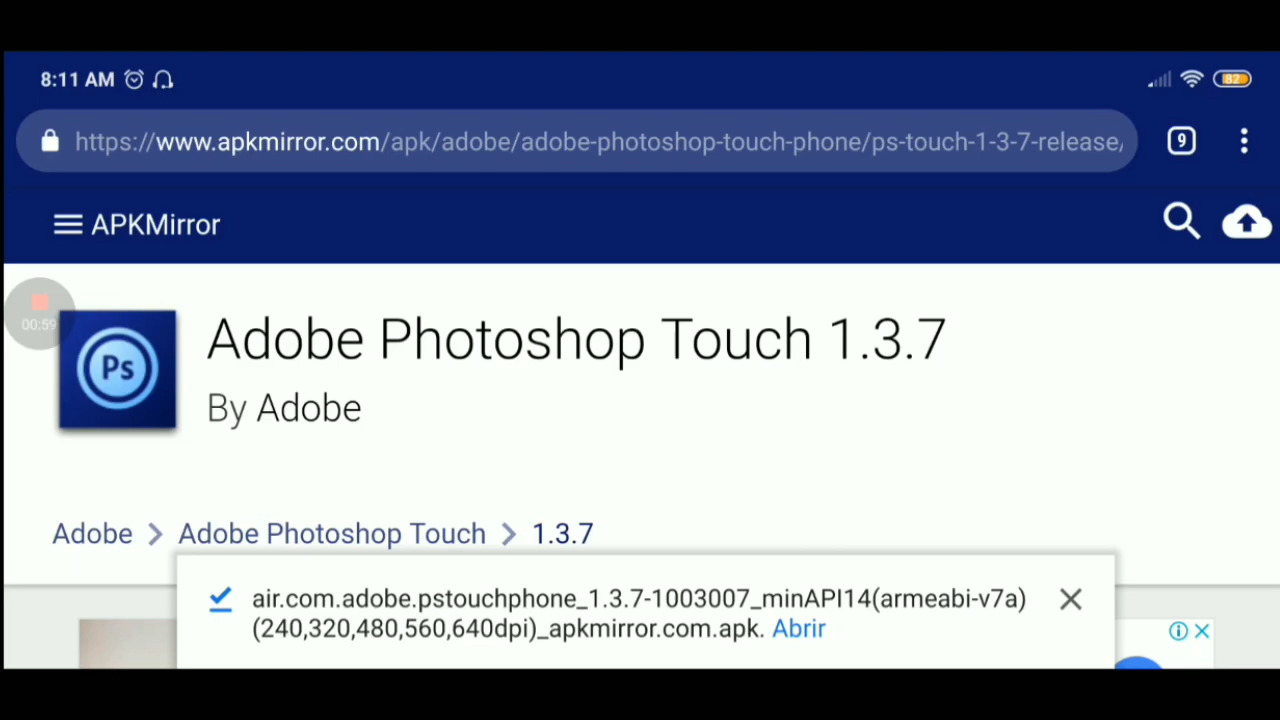 8:11 AM
82
https://www.apkmirror.com/apk/adobe/adobe-photoshop-touch-phone/ps-touch-1-3-7-release/
9
APKMirror
00:59
Ps
Adobe Photoshop Touch 1.3.7
By Adobe
Adobe > Adobe Photoshop Touch > 1.3.7
air.com.adobe.pstouchphone_1.3.7-1003007_minAPI14(armeabi-v7a)
(240,320,480,560,640dpi)_apkmirror.com.apk. Abrir